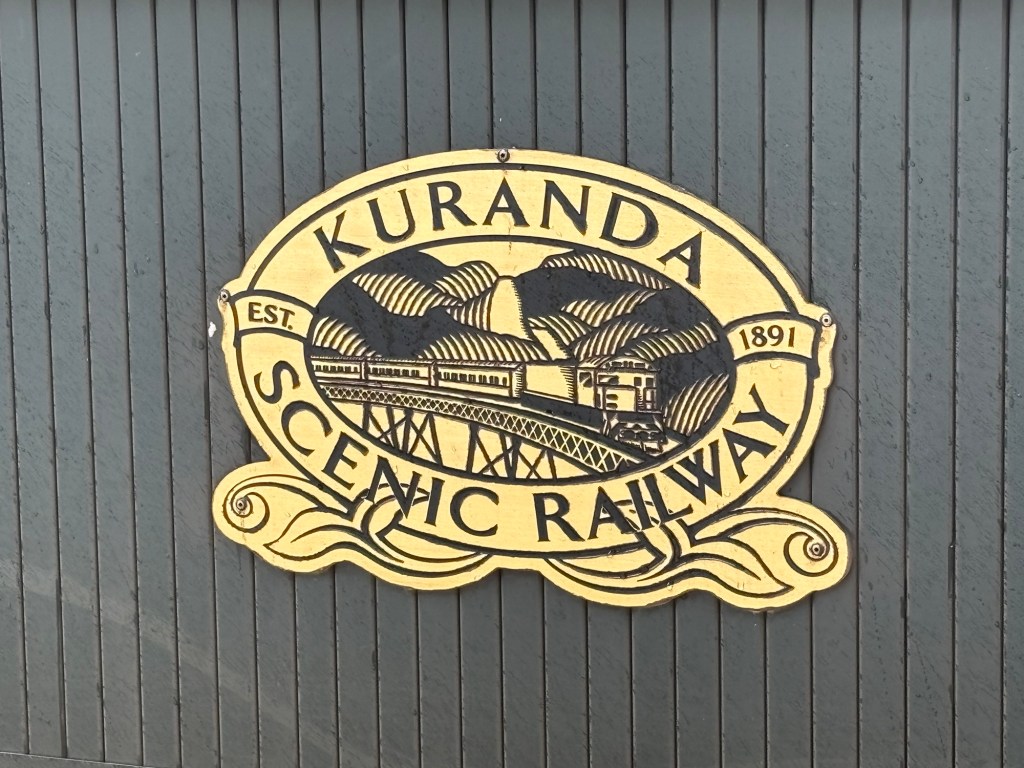 KURANDA
EST. 1891
SCENIC RAILWAY